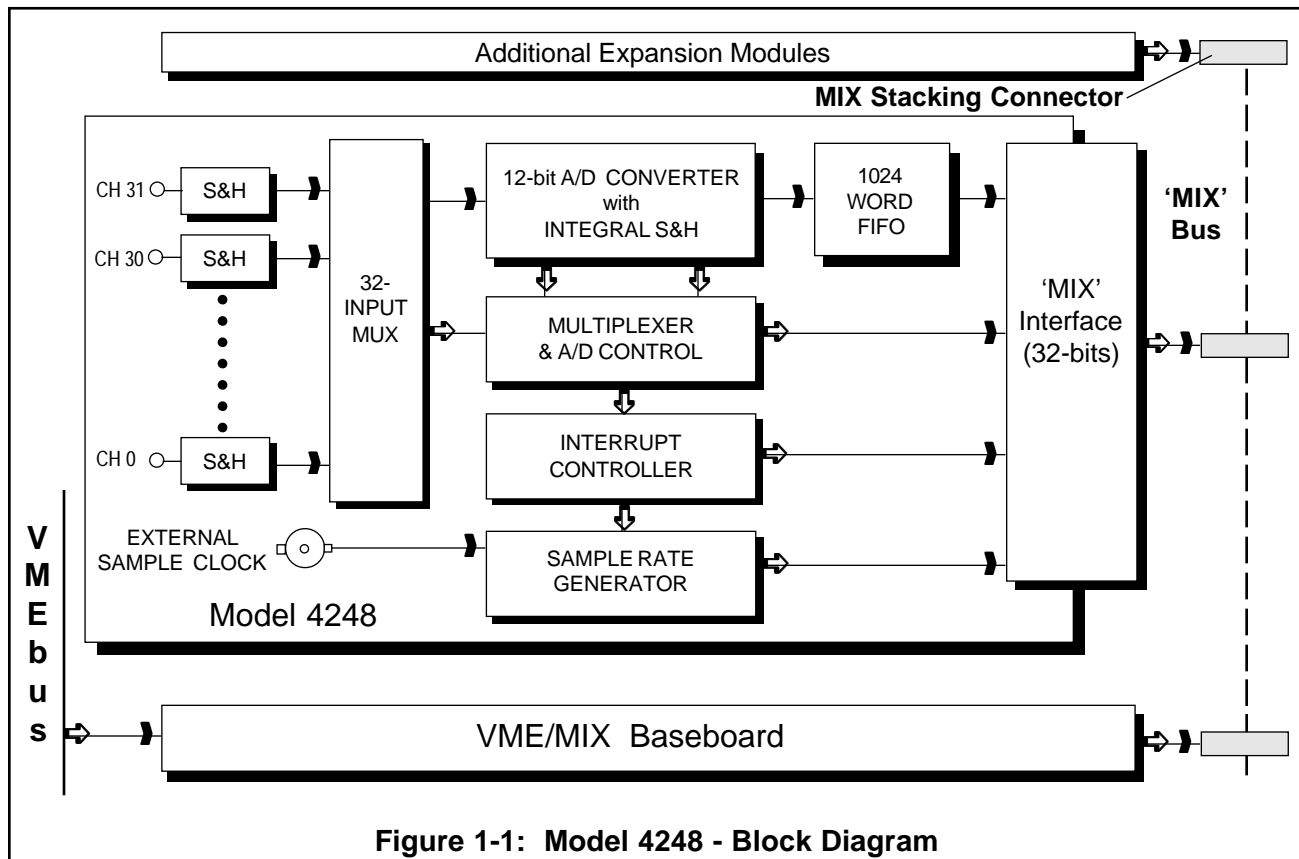 Additional Expansion Modules
MIX Stacking Connector
CH 31
S&H
CH 30
S&H
CH 0
S&H
32-
INPUT
MUX
12-bit A/D CONVERTER
with
INTEGRAL S&H
1024
WORD
FIFO
MULTIPLEXER
& A/D CONTROL
INTERRUPT
CONTROLLER
EXTERNAL
SAMPLE CLOCK
SAMPLE RATE
GENERATOR
‘MIX’
Interface
(32-bits)
‘MIX’
Bus
Model 4248
VMEbus
VME/MIX Baseboard
Figure 1-1: Model 4248 - Block Diagram